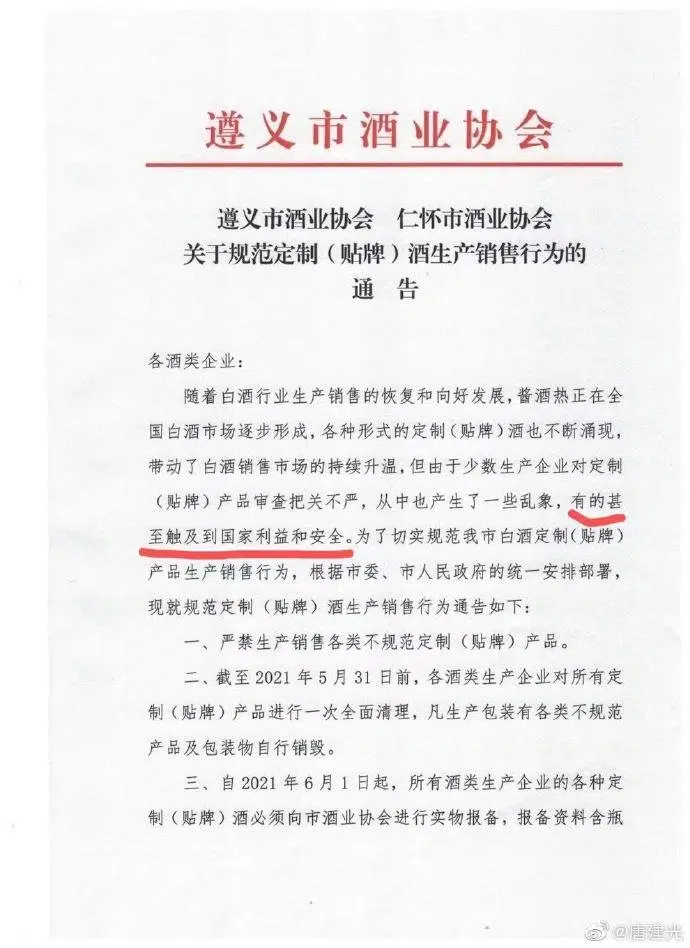 遵义市酒业协会
遵义市酒业协会 仁怀市酒业协会
关于规范定制（贴牌）酒生产销售行为的
通 告
各酒类企业：
随着白酒行业生产销售的恢复和向好发展，酱酒热正在全
国白酒市场逐步形成，各种形式的定制（贴牌）酒也不断涌现，
带动了白酒销售市场的持续升温，但由于少数生产企业对定制
（贴牌）产品审查把关不严，从中也产生了一些乱象，有的甚
至触及到国家利益和安全。为了切实规范我市白酒定制（贴牌）
产品生产销售行为，根据市委、市人民政府的统一安排部署，
现就规范定制（贴牌）酒生产销售行为通告如下：
一、严禁生产销售各类不规范定制（贴牌）产品。
二、截至 2021 年 5 月 31 日前，各酒类生产企业对所有定
制（贴牌）产品进行一次全面清理，凡生产包装有各类不规范
产品及包装物自行销毁。
三、自 2021 年 6 月 1 日起，所有酒类生产企业的各种定
制（贴牌）酒必须向市酒业协会进行实物报备，报备资料含瓶
@唐建光